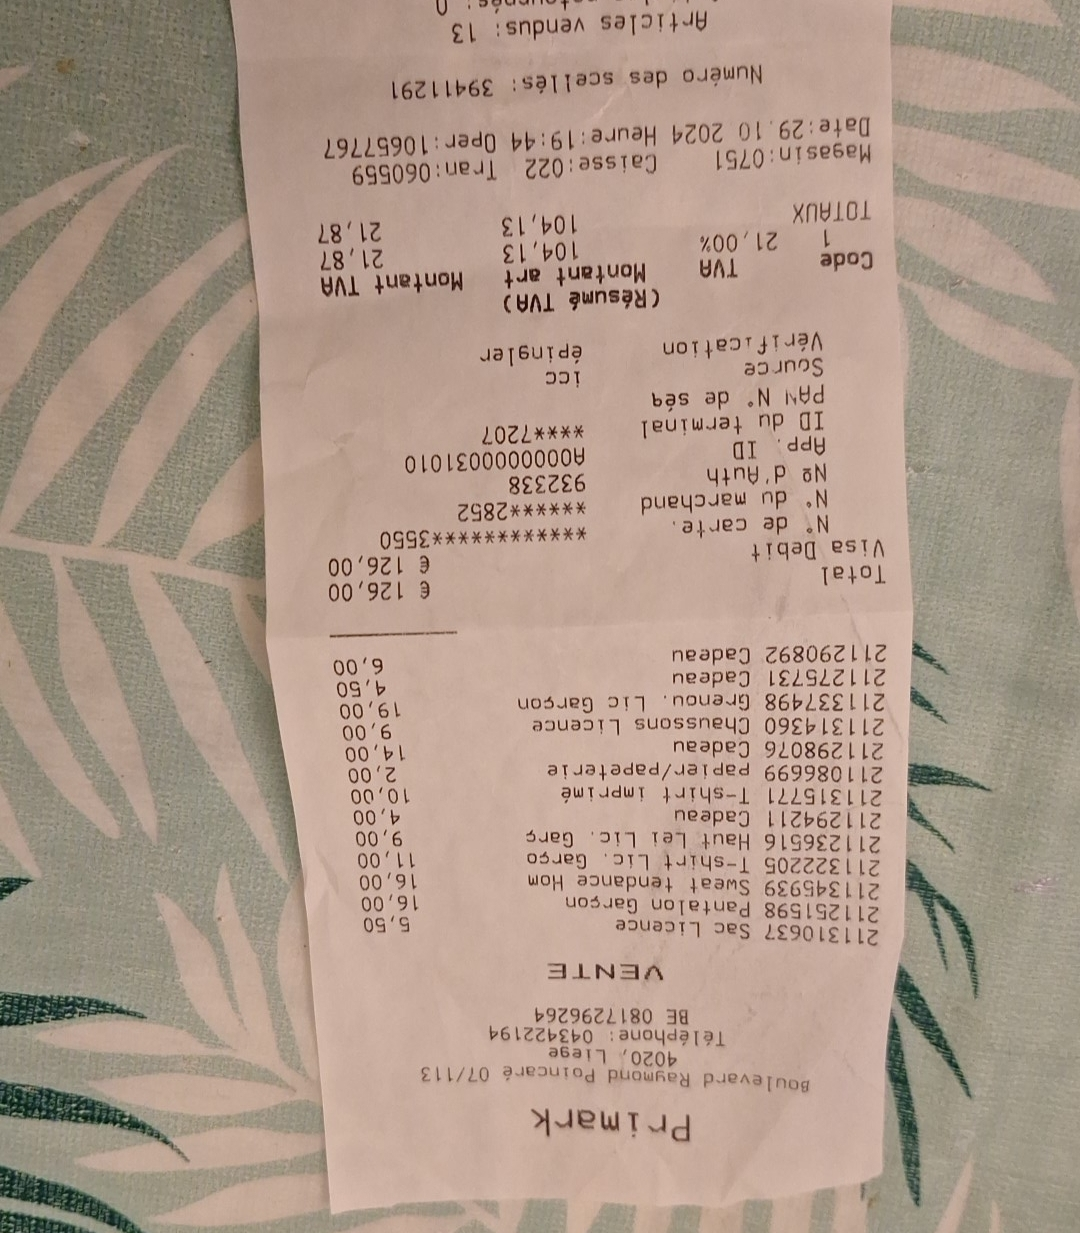 Primark
Boulevard Raymond Poincaré 07/113
4020, Liege
Téléphone: 043422194
BE 0817296264
VENTE
211310637 Sac Licence 5,50
211251598 Pantalon Garçon 16,00
211345939 Sweat tendance Hom 16,00
211322205 T-shirt Lic. Garço 11,00
211236516 Haut Lei Lic. Garç 9,00
211294211 Cadeau 4,00
211315771 T-shirt imprimé 10,00
211086699 Papier/papeterie 2,00
211298076 Cadeau 14,00
211314360 Chaussons Licence 9,00
211337498 Grenou. Lic Garçon 19,00
211275731 Cadeau 4,50
211290892 Cadeau 6,00
Total € 126,00
Visa Debit € 126,00
N° de carte. ************3550
N° du marchand ******2852
Nº d'Auth 932338
App. ID A0000000031010
ID du terminal ****7207
PAN N° de séq
Source icc
Vérification épingler
(Résumé TVA)
Code TVA Montant art Montant TVA
1 21,00% 104,13 21,87
TOTAUX 104,13 21,87
Magasin:0751 Caisse:022 Tran:060559
Date:29.10 2024 Heure:19:44 Oper:10657767
Numéro des scellés: 39411291
Articles vendus: 13